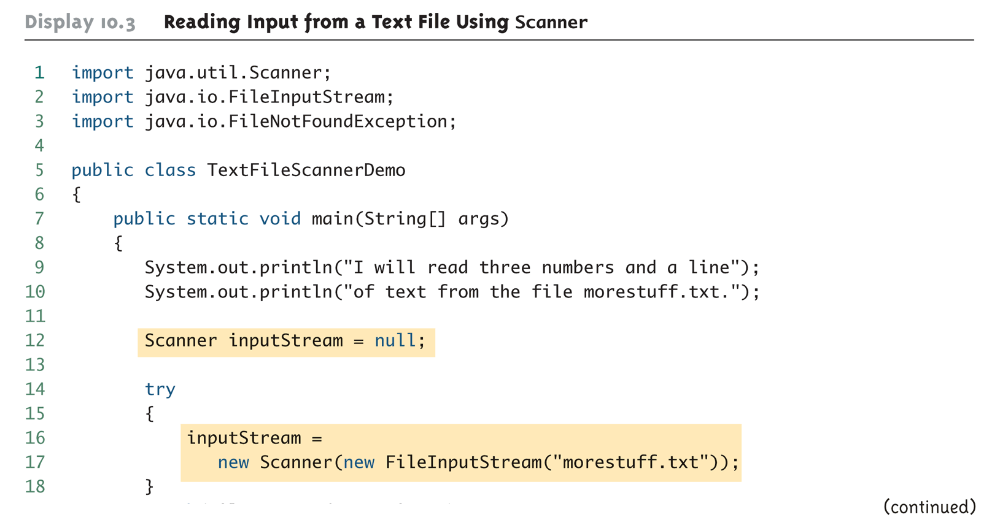 Display 10.3 Reading Input from a Text File Using Scanner
1 import java.util.Scanner;
2 import java.io.FileInputStream;
3 import java.io.FileNotFoundException;
4
5 public class TextFileScannerDemo
6 {
7 public static void main(String[] args)
8 {
9 System.out.println("I will read three numbers and a line");
10 System.out.println("of text from the file morestuff.txt.");
11
12 Scanner inputStream = null;
13
14 try
15 {
16 inputStream =
17 new Scanner(new FileInputStream("morestuff.txt"));
18 }
(continued)